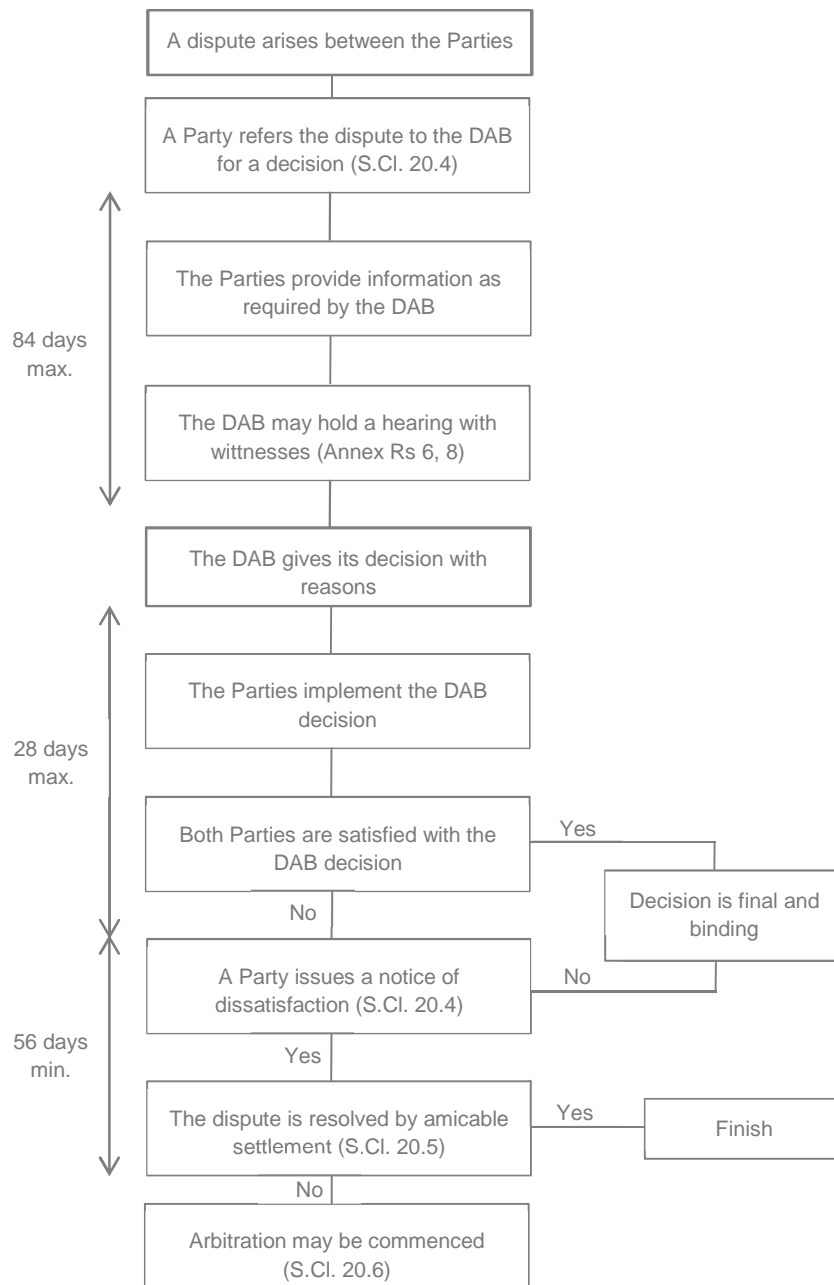 A dispute arises between the Parties
A Party refers the dispute to the DAB
for a decision (S.Cl. 20.4)
The Parties provide information as
required by the DAB
84 days
max.
The DAB may hold a hearing with
wittnesses (Annex Rs 6, 8)
The DAB gives its decision with
reasons
The Parties implement the DAB
decision
28 days
max.
Both Parties are satisfied with the
DAB decision
Yes
No
Decision is final and
binding
A Party issues a notice of
dissatisfaction (S.Cl. 20.4)
No
56 days
min.
Yes
The dispute is resolved by amicable
settlement (S.Cl. 20.5)
Yes
Finish
No
Arbitration may be commenced
(S.Cl. 20.6)